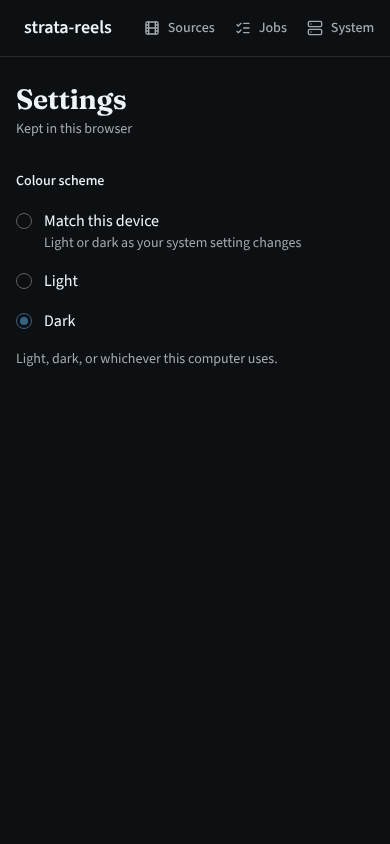 strata-reels Sources Jobs System
Settings
Kept in this browser
Colour scheme
Match this device
Light or dark as your system setting changes
Light
Dark
Light, dark, or whichever this computer uses.